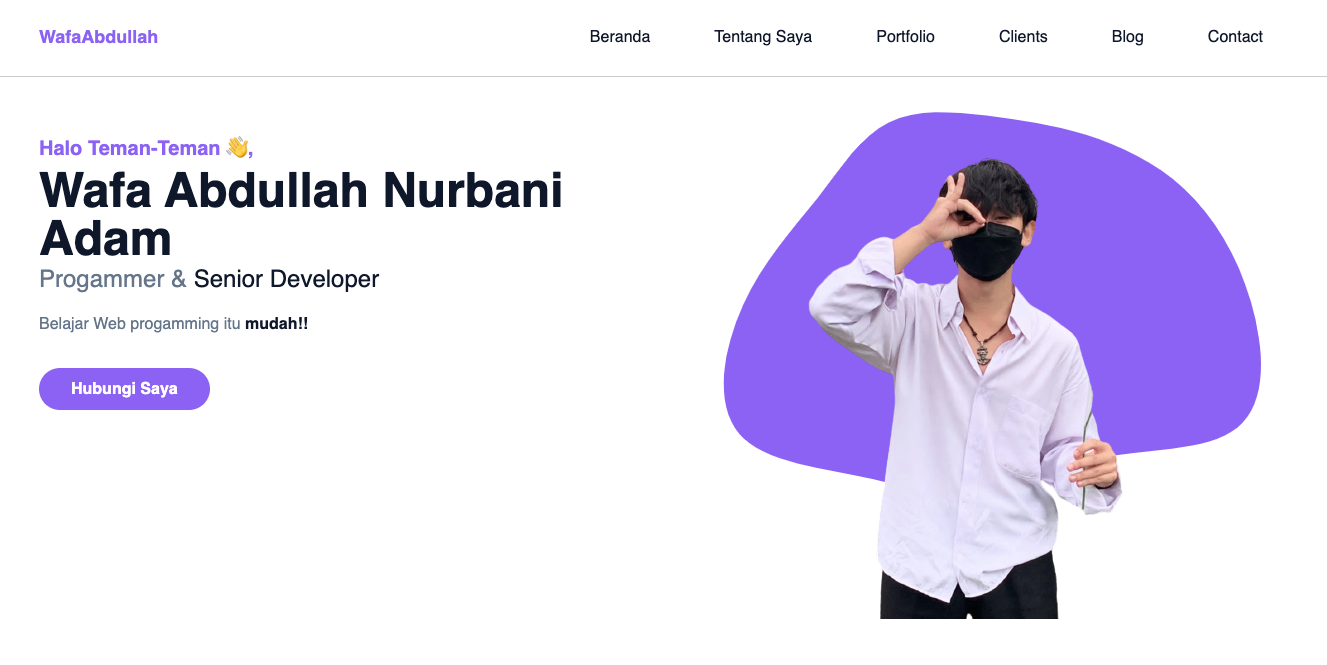 WafaAbdullah
Beranda Tentang Saya Portfolio Clients Blog Contact
Halo Teman-Teman 👋,
Wafa Abdullah Nurbani
Adam
Progammer & Senior Developer
Belajar Web progamming itu mudah!!
Hubungi Saya